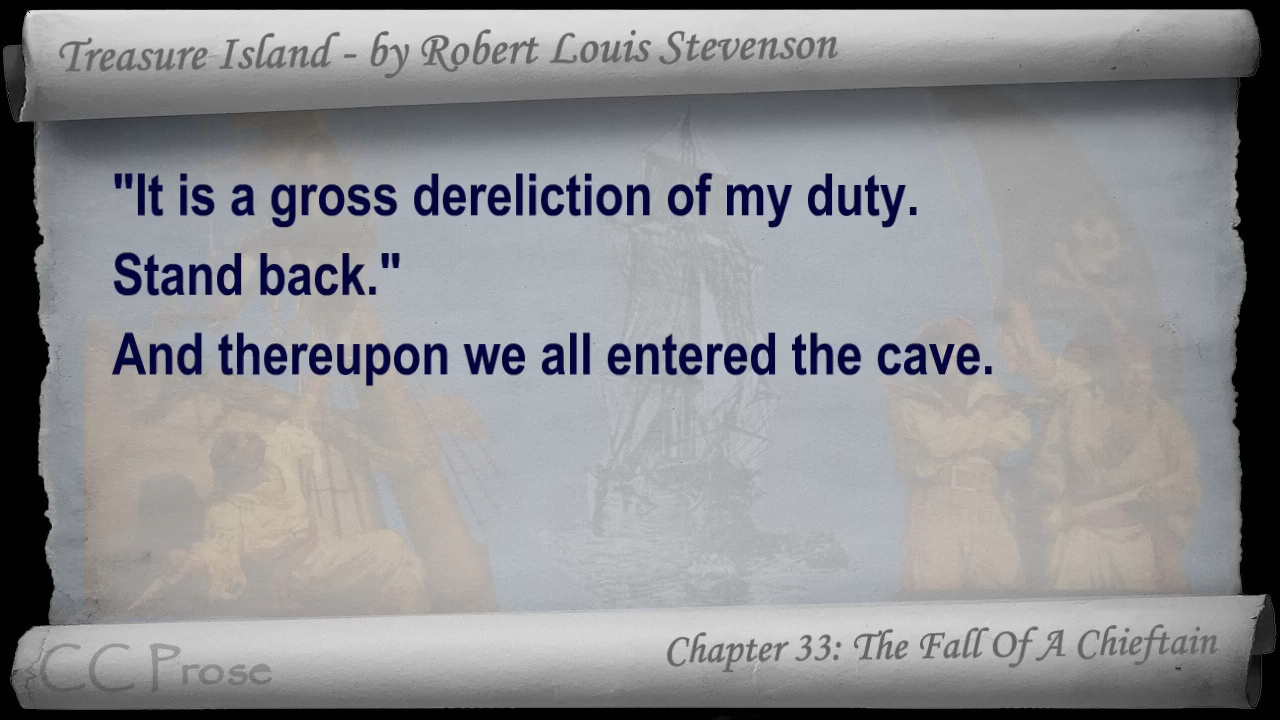 Treasure Island - by Robert Louis Stevenson
"It is a gross dereliction of my duty.
Stand back."
And thereupon we all entered the cave.
CC Prose
Chapter 33: The Fall Of A Chieftain